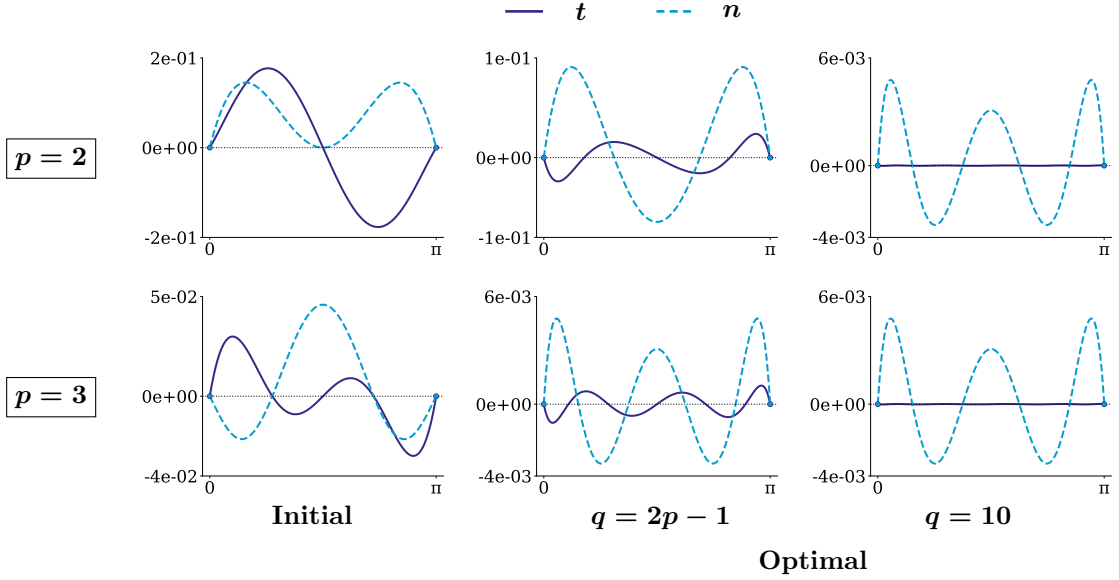 t n
2e-01 1e-01 6e-03
p = 2 0e+00 0e+00 0e+00
-2e-01 -1e-01 -4e-03
0 π 0 π 0 π
5e-02 6e-03 6e-03
p = 3 0e+00 0e+00 0e+00
-4e-02 -4e-03 -4e-03
0 π 0 π 0 π
Initial q = 2p − 1 q = 10
Optimal